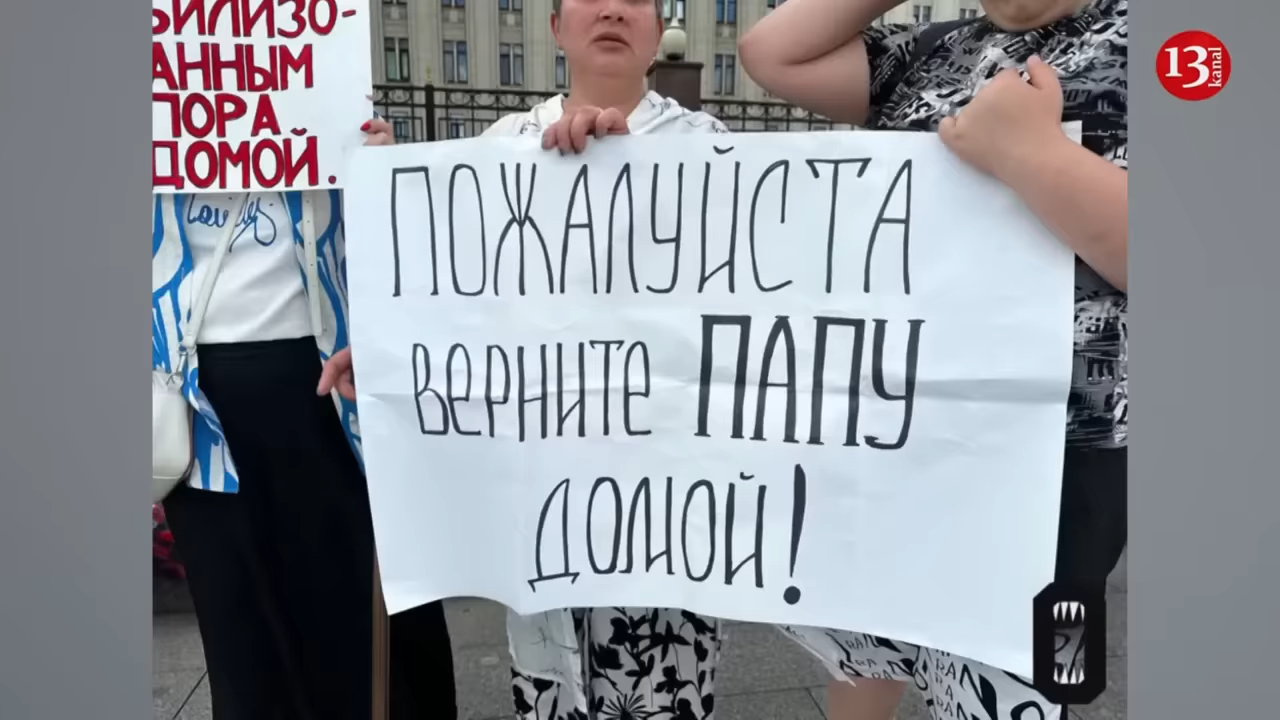 БИЛИЗО-
АННЫМ
ПОРА
ДОМОЙ.
ПОЖАЛУЙСТА
ВЕРНИТЕ ПАПУ
ДОМОЙ!
13
kanal